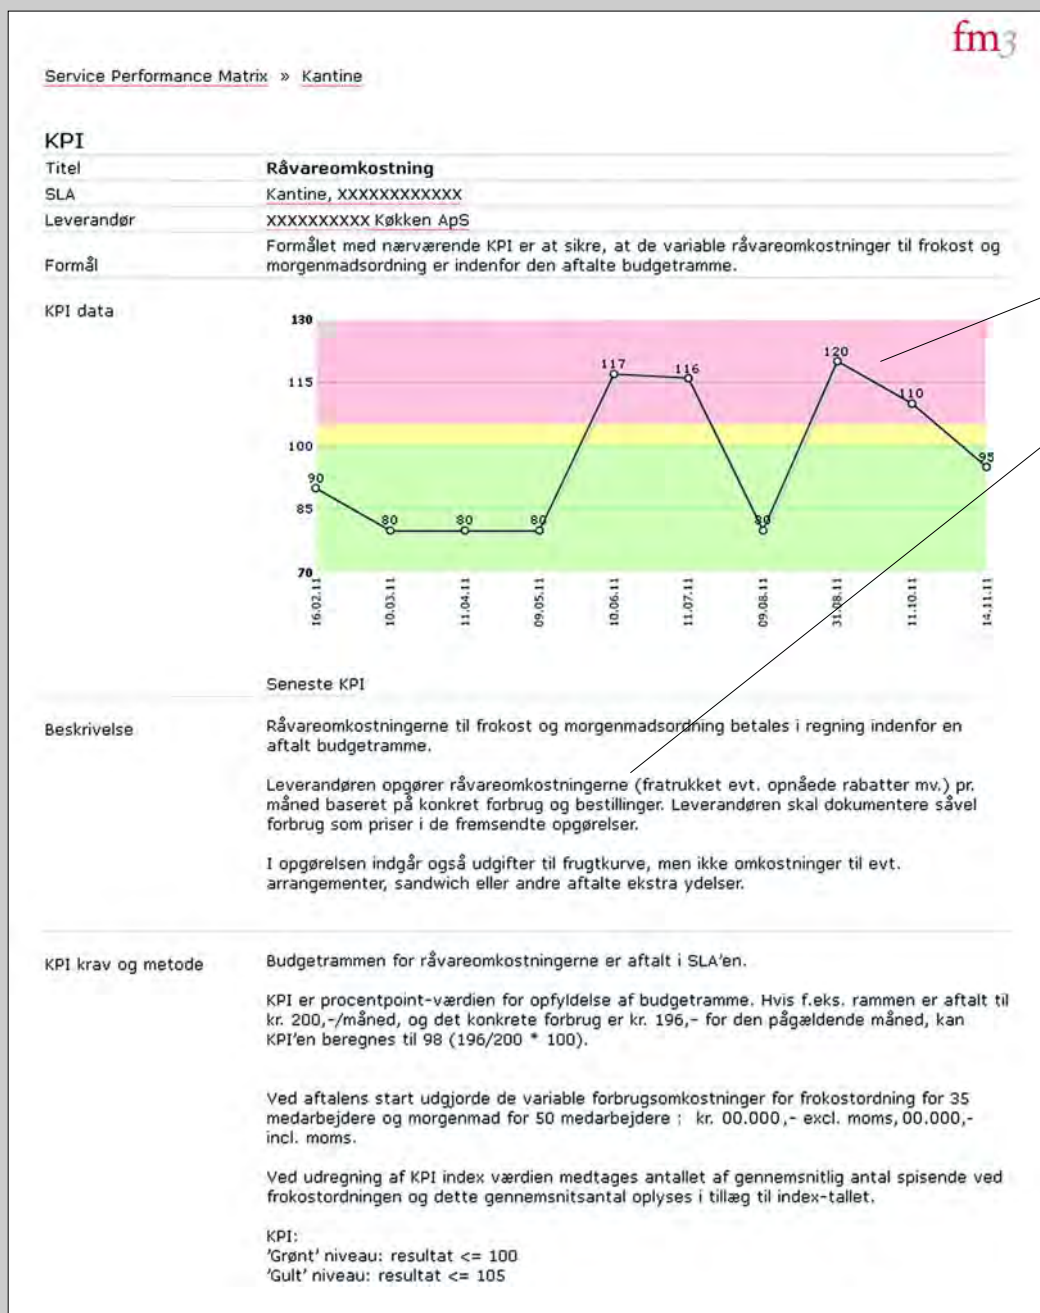 fm3
Service Performance Matrix » Kantine
KPI
Titel Råvareomkostning
SLA Kantine, XXXXXXXXXXXX
Leverandør XXXXXXXXXX Køkken ApS
Formål Formålet med nærværende KPI er at sikre, at de variable råvareomkostninger til frokost og
morgenmadsordning er indenfor den aftalte budgetramme.
KPI data
130
115
100
85
70
90
80
80
80
117
116
80
120
110
95
16.02.11
10.03.11
11.04.11
09.05.11
10.06.11
11.07.11
09.08.11
31.08.11
11.10.11
14.11.11
Seneste KPI
Beskrivelse Råvareomkostningerne til frokost og morgenmadsordning betales i regning indenfor en
aftalt budgetramme.
Leverandøren opgører råvareomkostningerne (fratrukket evt. opnåede rabatter mv.) pr.
måned baseret på konkret forbrug og bestillinger. Leverandøren skal dokumentere såvel
forbrug som priser i de fremsendte opgørelser.
I opgørelsen indgår også udgifter til frugtkurve, men ikke omkostninger til evt.
arrangementer, sandwich eller andre aftalte ekstra ydelser.
KPI krav og metode Budgetrammen for råvareomkostningerne er aftalt i SLA'en.
KPI er procentpoint-værdien for opfyldelse af budgetramme. Hvis f.eks. rammen er aftalt til
kr. 200,-/måned, og det konkrete forbrug er kr. 196,- for den pågældende måned, kan
KPI'en beregnes til 98 (196/200 * 100).
Ved aftalens start udgjorde de variable forbrugsomkostninger for frokostordning for 35
medarbejdere og morgenmad for 50 medarbejdere : kr. 00.000,- excl. moms, 00.000,-
incl. moms.
Ved udregning af KPI index værdien medtages antallet af gennemsnitlig antal spisende ved
frokostordningen og dette gennemsnitsantal oplyses i tillæg til index-tallet.
KPI:
'Grønt' niveau: resultat <= 100
'Gult' niveau: resultat <= 105